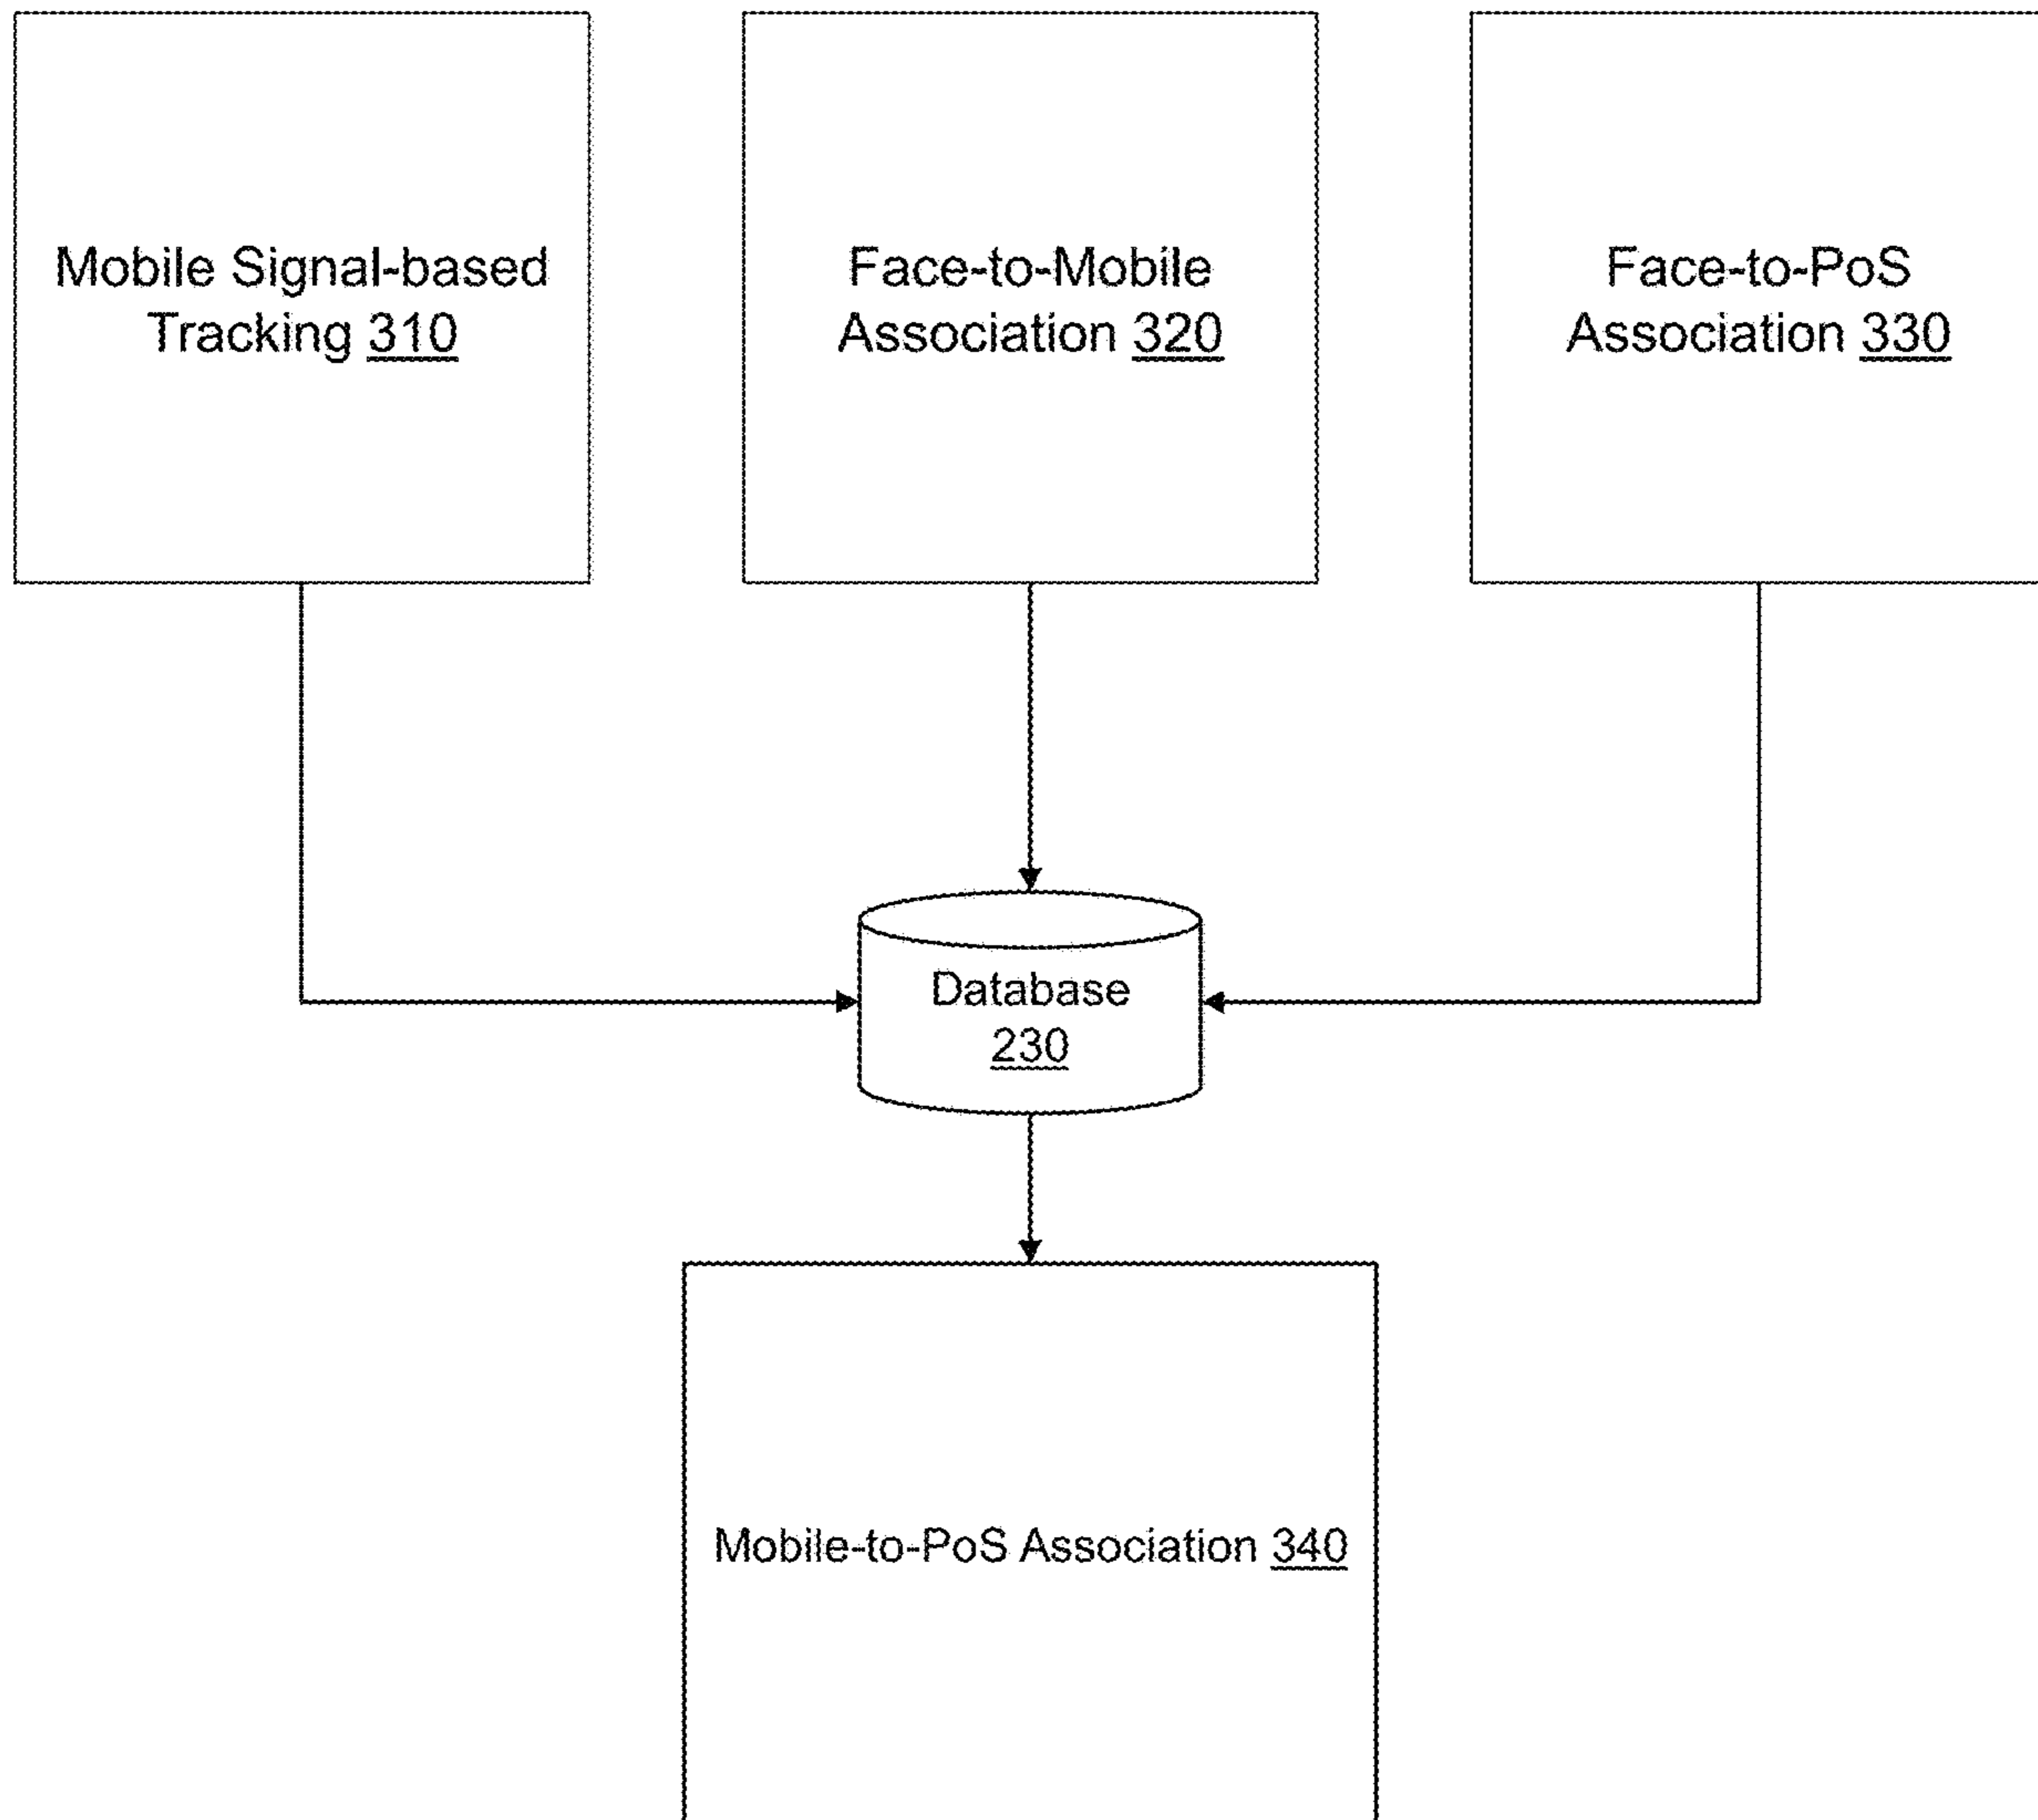 Mobile Signal-based
Tracking 310
Face-to-Mobile
Association 320
Face-to-PoS
Association 330
Database
230
Mobile-to-PoS Association 340